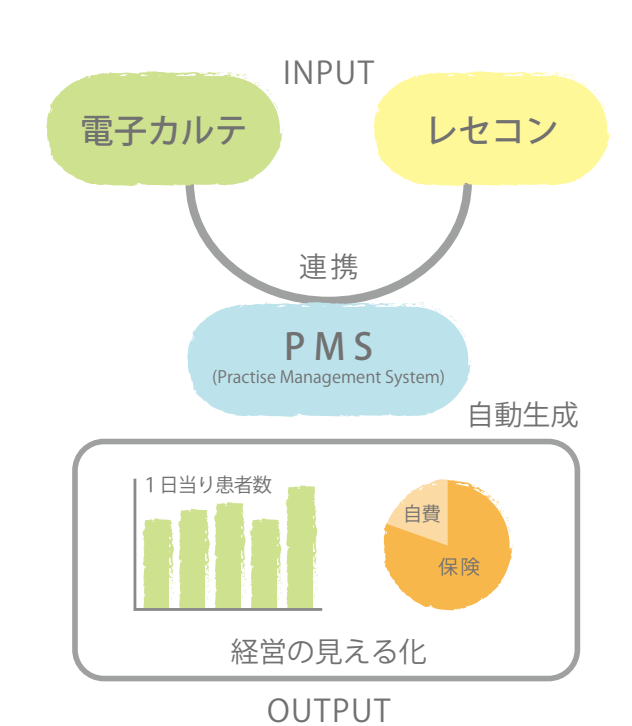 INPUT
電子カルテ
レセコン
連携
PMS
(Practise Management System)
自動生成
1日当り患者数
自費
保険
経営の見える化
OUTPUT